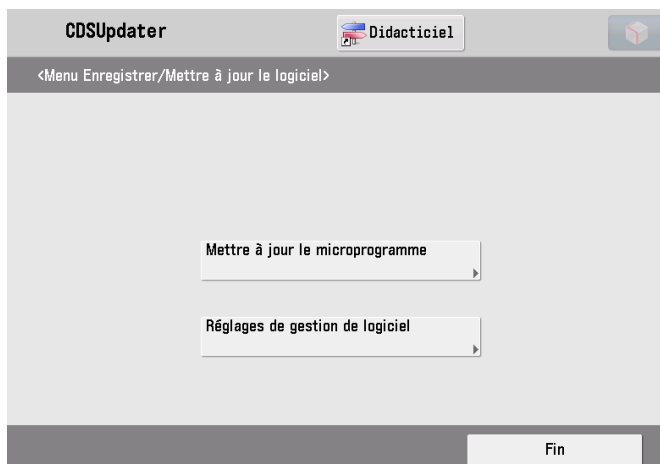 CDSUpdater
Didacticiel
<Menu Enregistrer/Mettre à jour le logiciel>
Mettre à jour le microprogramme
Réglages de gestion de logiciel
Fin